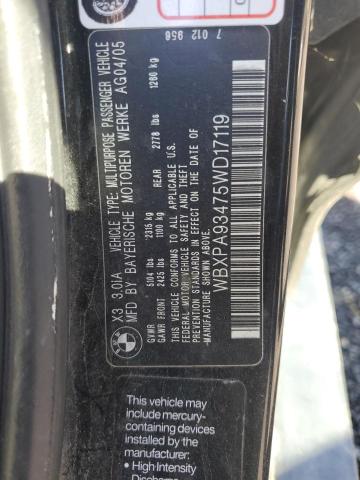 X3 3.0iA VEHICLE TYPE: MULTIPURPOSE PASSENGER VEHICLE
MFD BY BAYERISCHE MOTOREN WERKE AG 04/05
GVWR 5104 lbs 2315 kg
GAWR FRONT 2425 lbs 1100 kg REAR 2778 lbs 1260 kg
THIS VEHICLE CONFORMS TO ALL APPLICABLE U.S.
FEDERAL MOTOR VEHICLE SAFETY AND THEFT
PREVENTION STANDARDS IN EFFECT ON THE DATE
OF MANUFACTURE SHOWN ABOVE
WBXPA93475WD17119
7 012 956
This vehicle may
include mercury-
containing devices
installed by the
manufacturer:
• High Intensity
Discharge